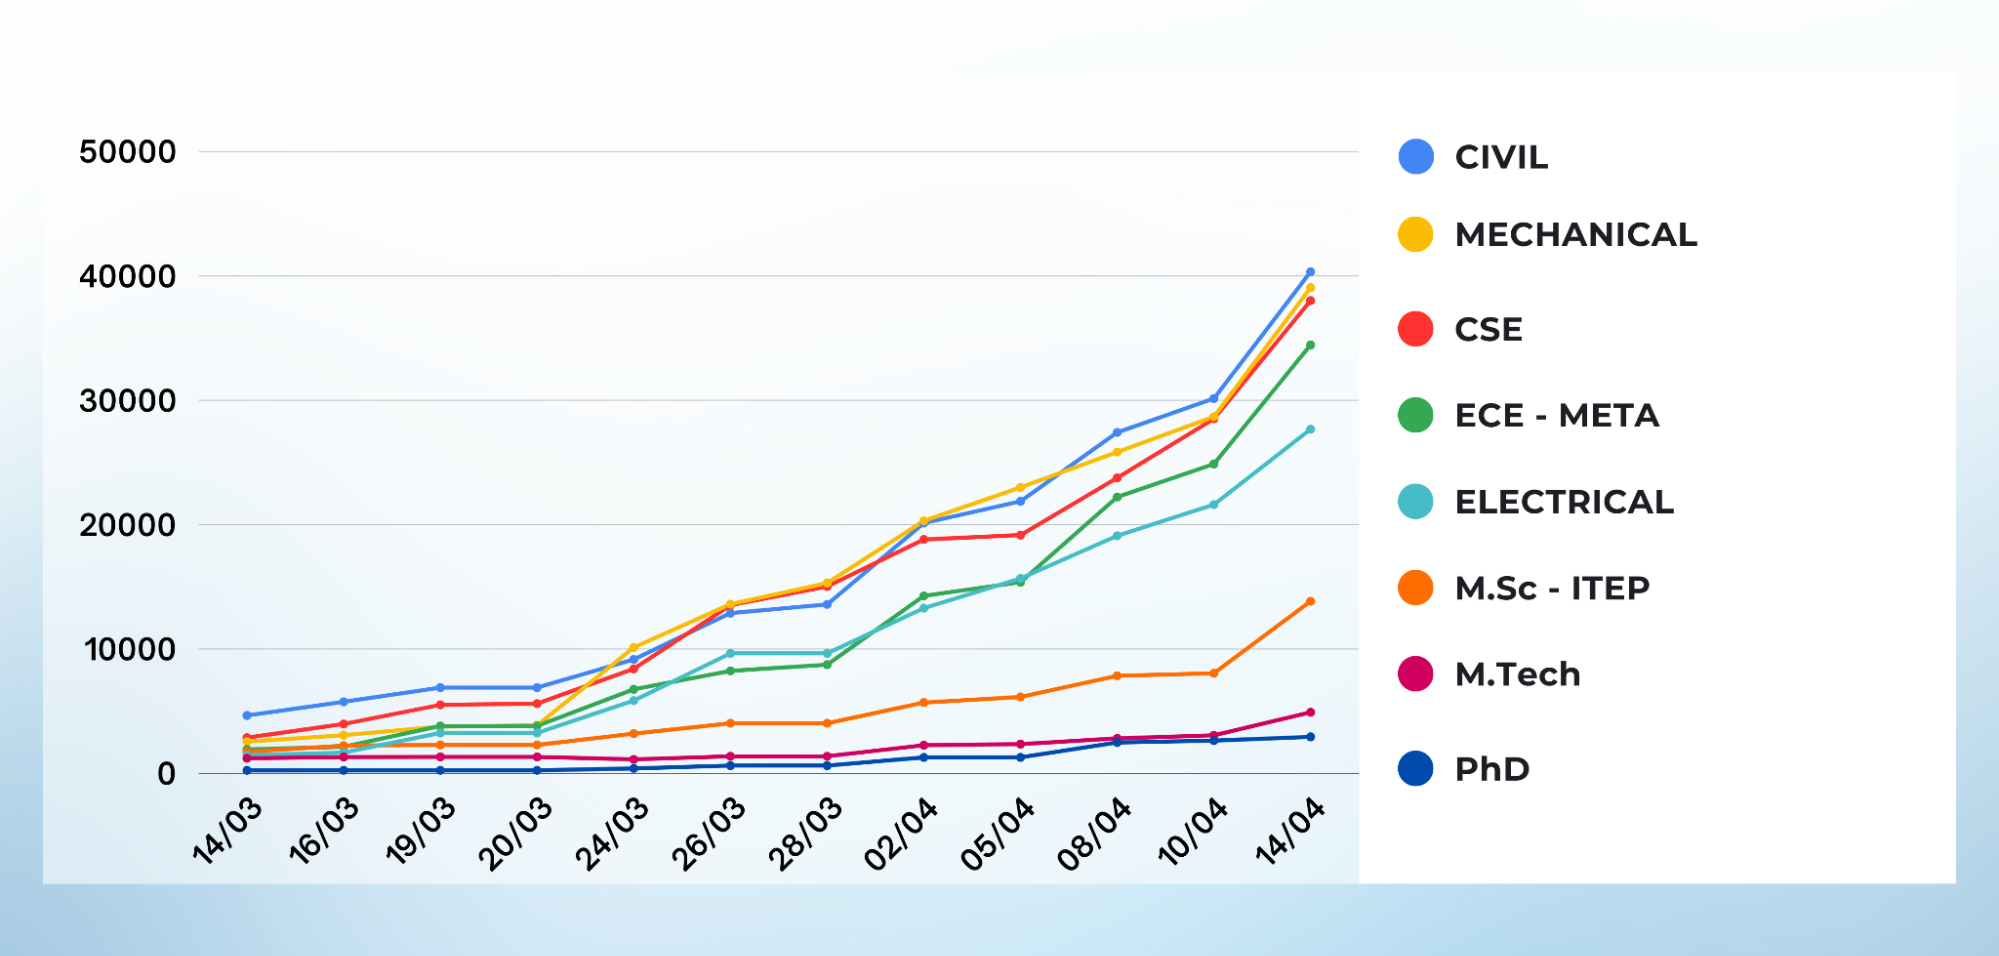 50000
40000
30000
20000
10000
0
14/03
16/03
19/03
20/03
24/03
26/03
28/03
02/04
05/04
08/04
10/04
14/04
CIVIL
MECHANICAL
CSE
ECE - META
ELECTRICAL
M.Sc - ITEP
M.Tech
PhD